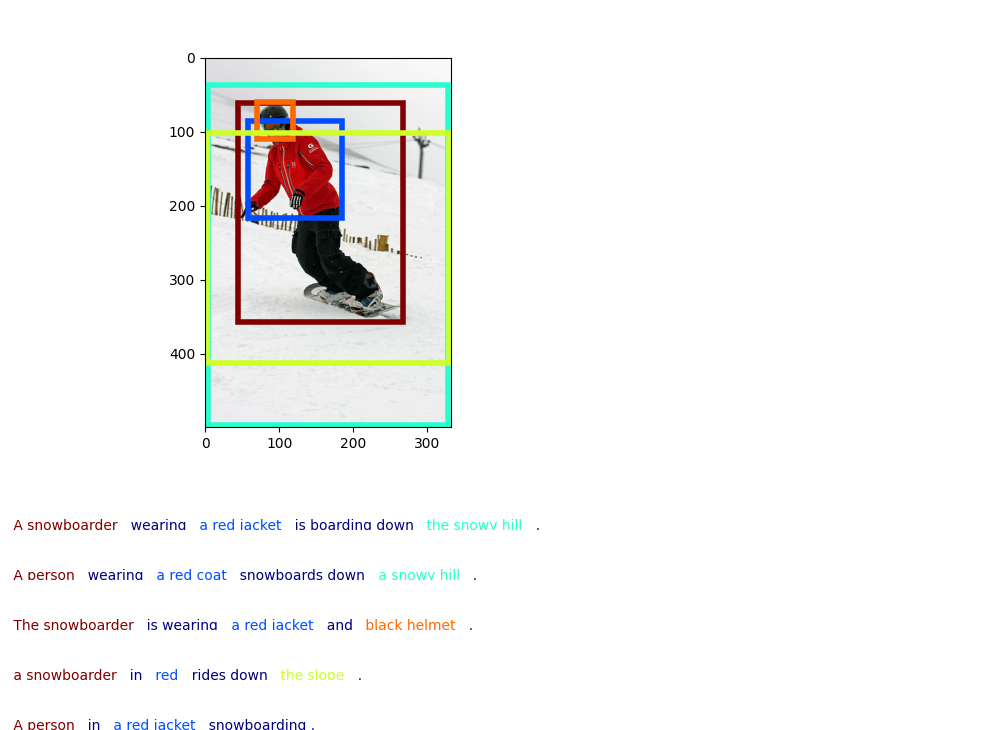 0
100
200
300
400
0 100 200 300
A snowboarder wearing a red jacket is boarding down the snowy hill .
A person wearing a red coat snowboards down a snowy hill .
The snowboarder is wearing a red jacket and black helmet .
a snowboarder in red rides down the slope .
A person in a red jacket snowboarding .